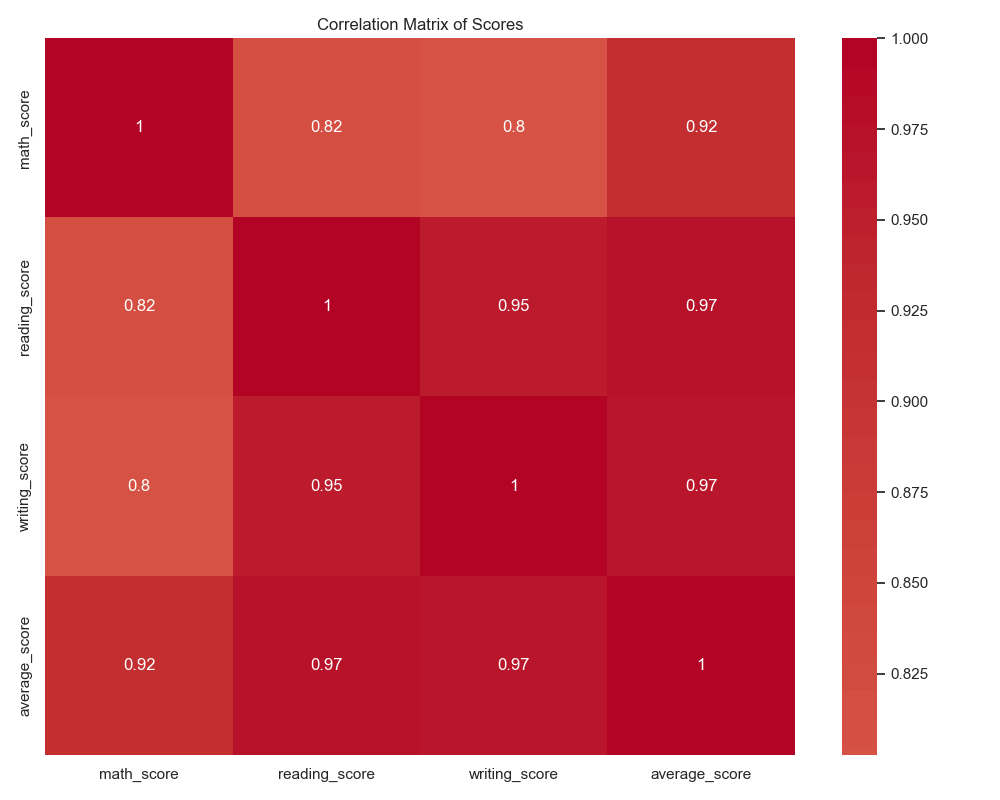 Correlation Matrix of Scores
math_score 1 0.82 0.8 0.92
reading_score 0.82 1 0.95 0.97
writing_score 0.8 0.95 1 0.97
average_score 0.92 0.97 0.97 1
math_score reading_score writing_score average_score
1.000
0.975
0.950
0.925
0.900
0.875
0.850
0.825